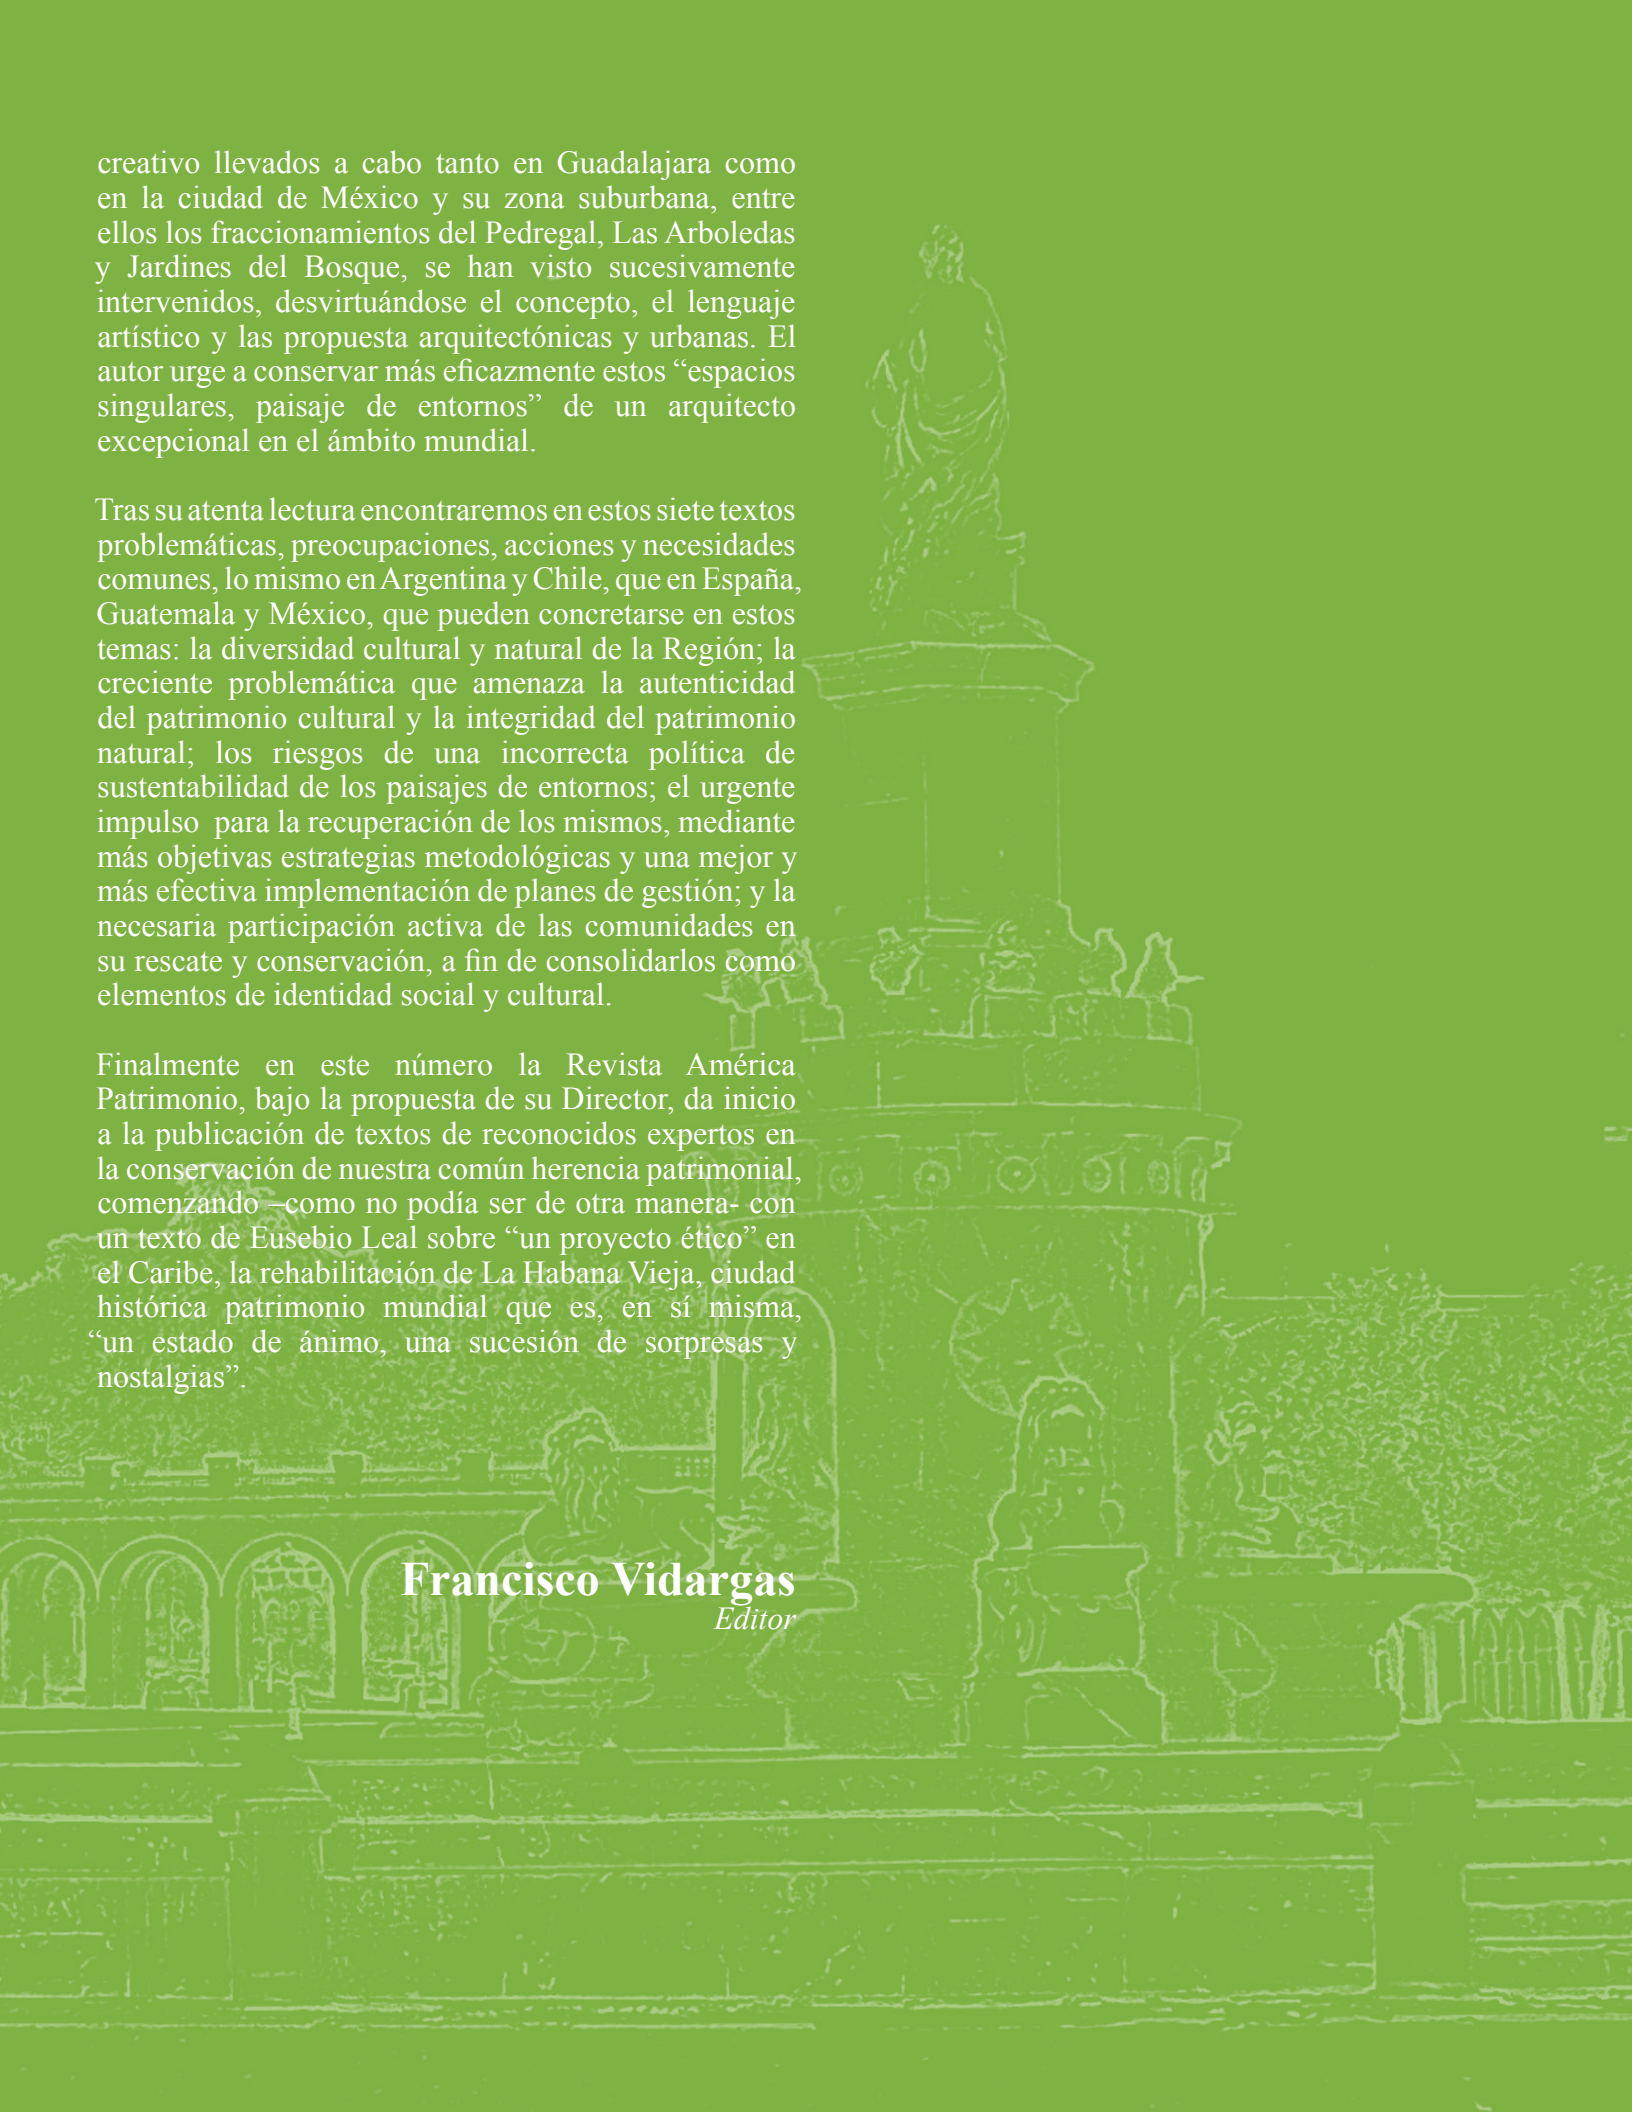 creativo llevados a cabo tanto en Guadalajara como
en la ciudad de México y su zona suburbana, entre
ellos los fraccionamientos del Pedregal, Las Arboledas
y Jardines del Bosque, se han visto sucesivamente
intervenidos, desvirtuándose el concepto, el lenguaje
artístico y las propuesta arquitectónicas y urbanas. El
autor urge a conservar más eficazmente estos “espacios
singulares, paisaje de entornos” de un arquitecto
excepcional en el ámbito mundial.
Tras su atenta lectura encontraremos en estos siete textos
problemáticas, preocupaciones, acciones y necesidades
comunes, lo mismo en Argentina y Chile, que en España,
Guatemala y México, que pueden concretarse en estos
temas: la diversidad cultural y natural de la Región; la
creciente problemática que amenaza la autenticidad
del patrimonio cultural y la integridad del patrimonio
natural; los riesgos de una incorrecta política de
sustentabilidad de los paisajes de entornos; el urgente
impulso para la recuperación de los mismos, mediante
más objetivas estrategias metodológicas y una mejor y
más efectiva implementación de planes de gestión; y la
necesaria participación activa de las comunidades en
su rescate y conservación, a fin de consolidarlos como
elementos de identidad social y cultural.
Finalmente en este número la Revista América
Patrimonio, bajo la propuesta de su Director, da inicio
a la publicación de textos de reconocidos expertos en
la conservación de nuestra común herencia patrimonial,
comenzando –como no podía ser de otra manera- con
un texto de Eusebio Leal sobre “un proyecto ético” en
el Caribe, la rehabilitación de La Habana Vieja, ciudad
histórica patrimonio mundial que es, en sí misma,
“un estado de ánimo, una sucesión de sorpresas y
nostalgias”.
Francisco Vidargas
Editor